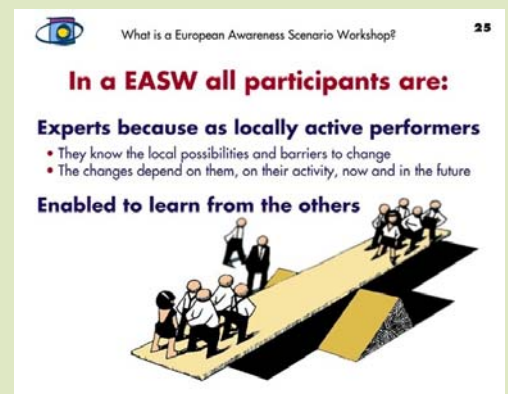 What is a European Awareness Scenario Workshop?
25
In a EASW all participants are:
Experts because as locally active performers
• They know the local possibilities and barriers to change
• The changes depend on them, on their activity, now and in the future
Enabled to learn from the others